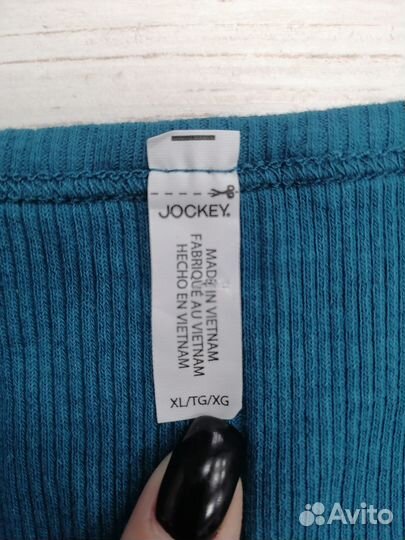 JOCKEY®
MADE IN VIETNAM
FABRIQUÉ AU VIETNAM
HECHO EN VIETNAM
XL/TG/XG
Avito